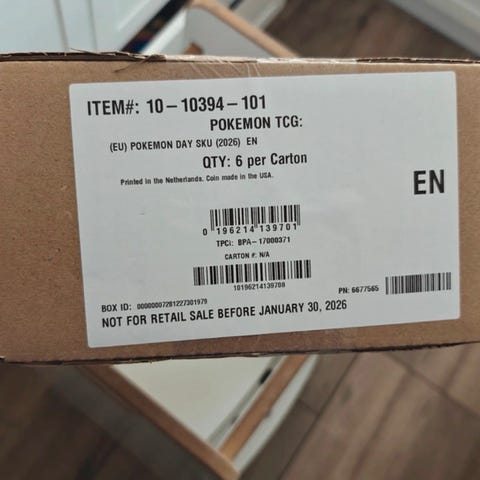 ITEM#: 10-10394-101
POKEMON TCG:
(EU) POKEMON DAY SKU (2026) EN
QTY: 6 per Carton
Printed in the Netherlands. Coin made in the USA.
EN
0 196214 139701
TPCi: BPA-17000371
CARTON #: N/A
10196214139708
PN: 6677565
BOX ID: 00000007281227301979
NOT FOR RETAIL SALE BEFORE JANUARY 30, 2026